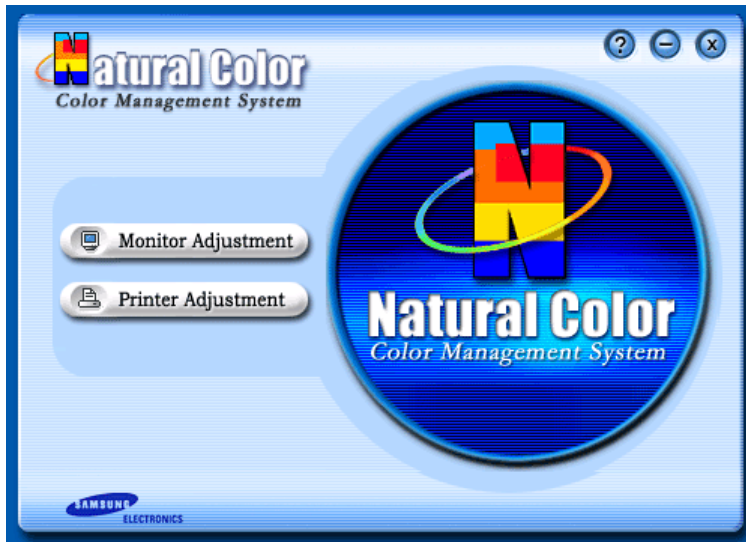 Natural Color
Color Management System
? – x
Monitor Adjustment
Printer Adjustment
N
Natural Color
Color Management System
SAMSUNG
ELECTRONICS